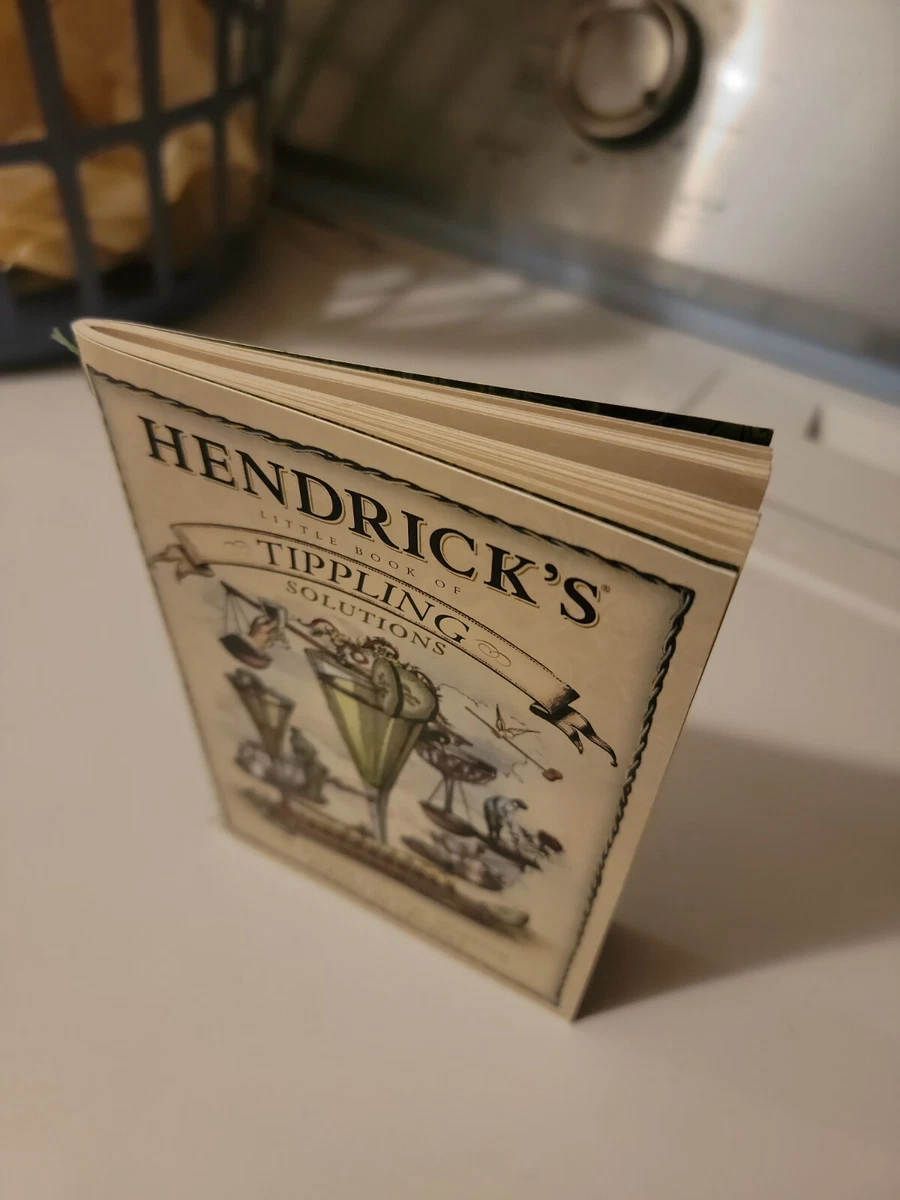 HENDRICK'S®
LITTLE BOOK OF
TIPPLING
SOLUTIONS